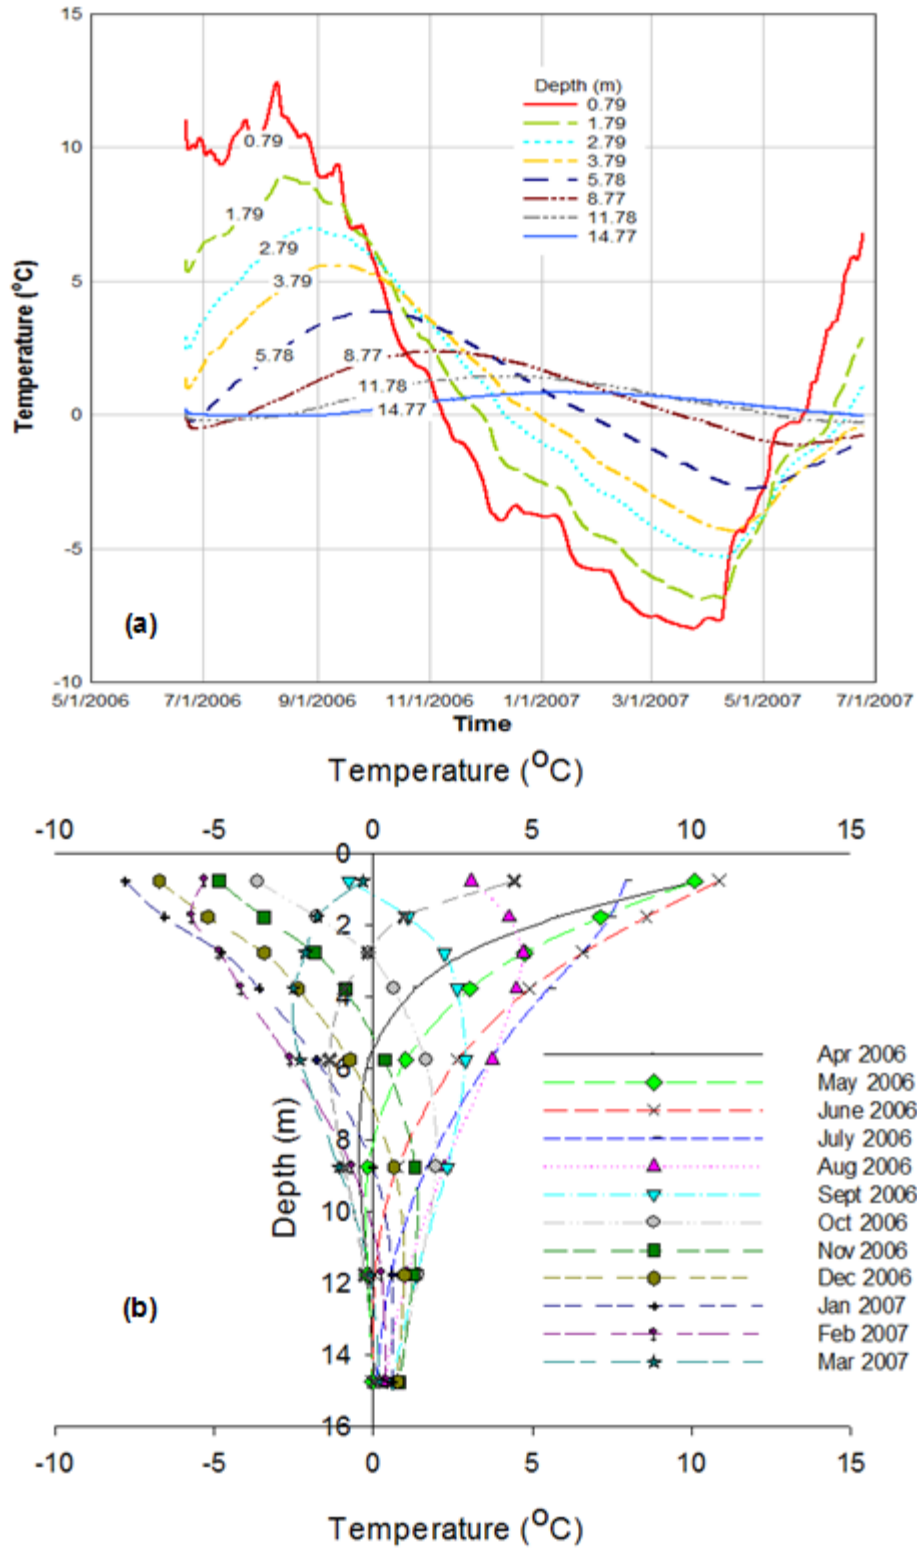 15
Depth (m)
0.79
1.79
2.79
3.79
5.78
8.77
11.78
14.77
10
0.79
1.79
2.79
3.79
5
5.78
8.77
11.78
14.77
0
-5
-10
Temperature (°C)
(a)
5/1/2006 7/1/2006 9/1/2006 11/1/2006 1/1/2007 3/1/2007 5/1/2007 7/1/2007
Time
Temperature (°C)
-10 -5 0 5 10 15
0
2
4
6
8
10
12
14
16
Depth (m)
Apr 2006
May 2006
June 2006
July 2006
Aug 2006
Sept 2006
Oct 2006
Nov 2006
Dec 2006
Jan 2007
Feb 2007
Mar 2007
(b)
-10 -5 0 5 10 15
Temperature (°C)